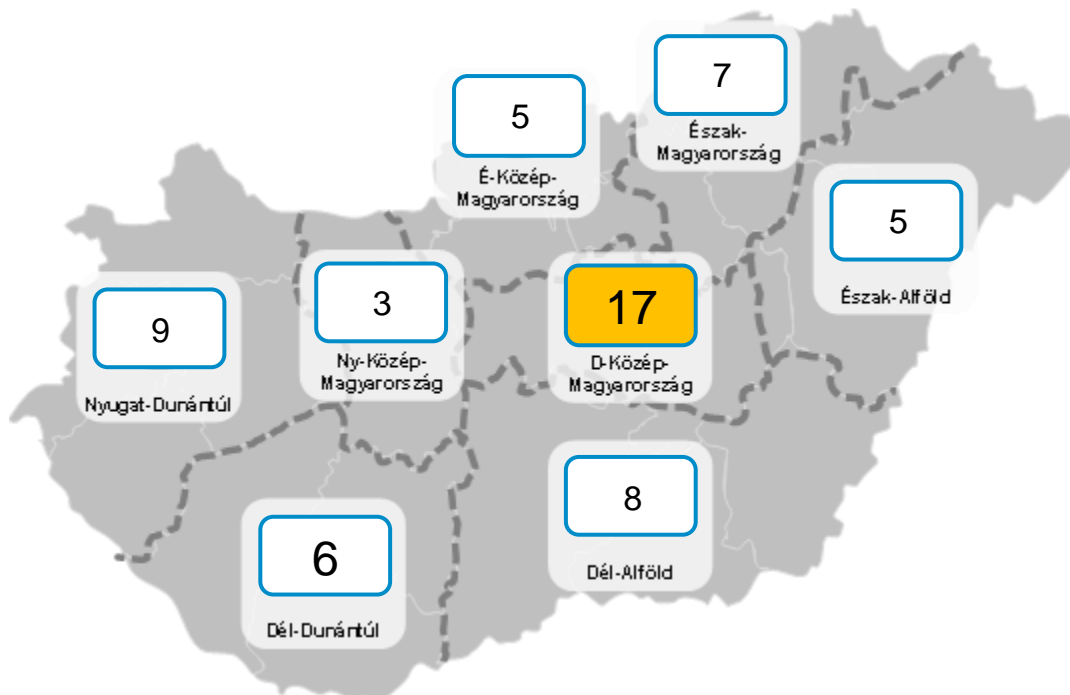 7
Észak-
Magyarország
5
É-Közép-
Magyarország
5
Észak-Alföld
9
Nyugat-Dunántúl
3
Ny-Közép-
Magyarország
17
D-Közép-
Magyarország
8
Dél-Alföld
6
Dél-Dunántúl